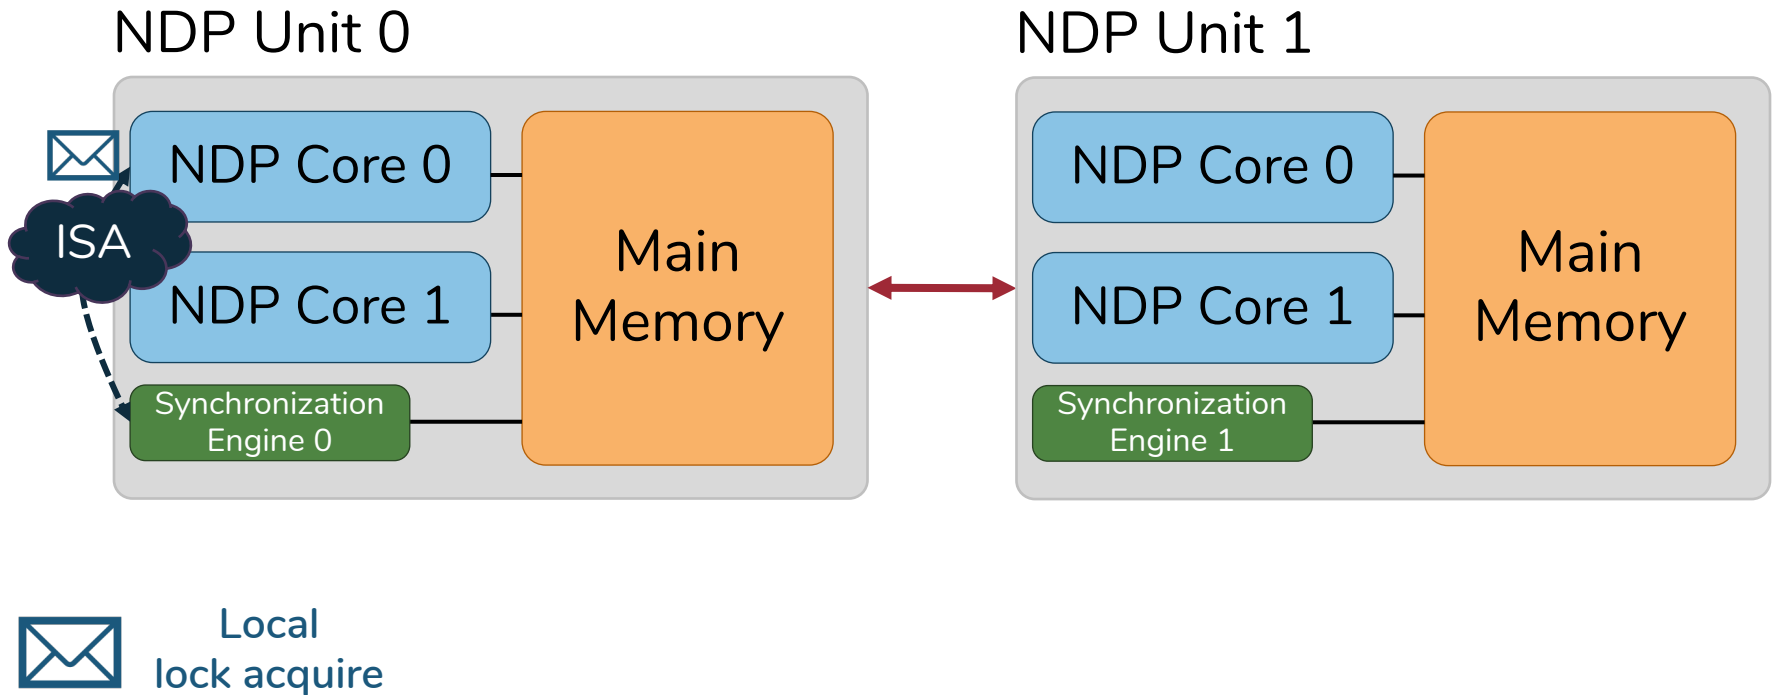 NDP Unit 0
NDP Unit 1
NDP Core 0
NDP Core 1
Synchronization
Engine 0
Main
Memory
ISA
NDP Core 0
NDP Core 1
Synchronization
Engine 1
Main
Memory
Local
lock acquire